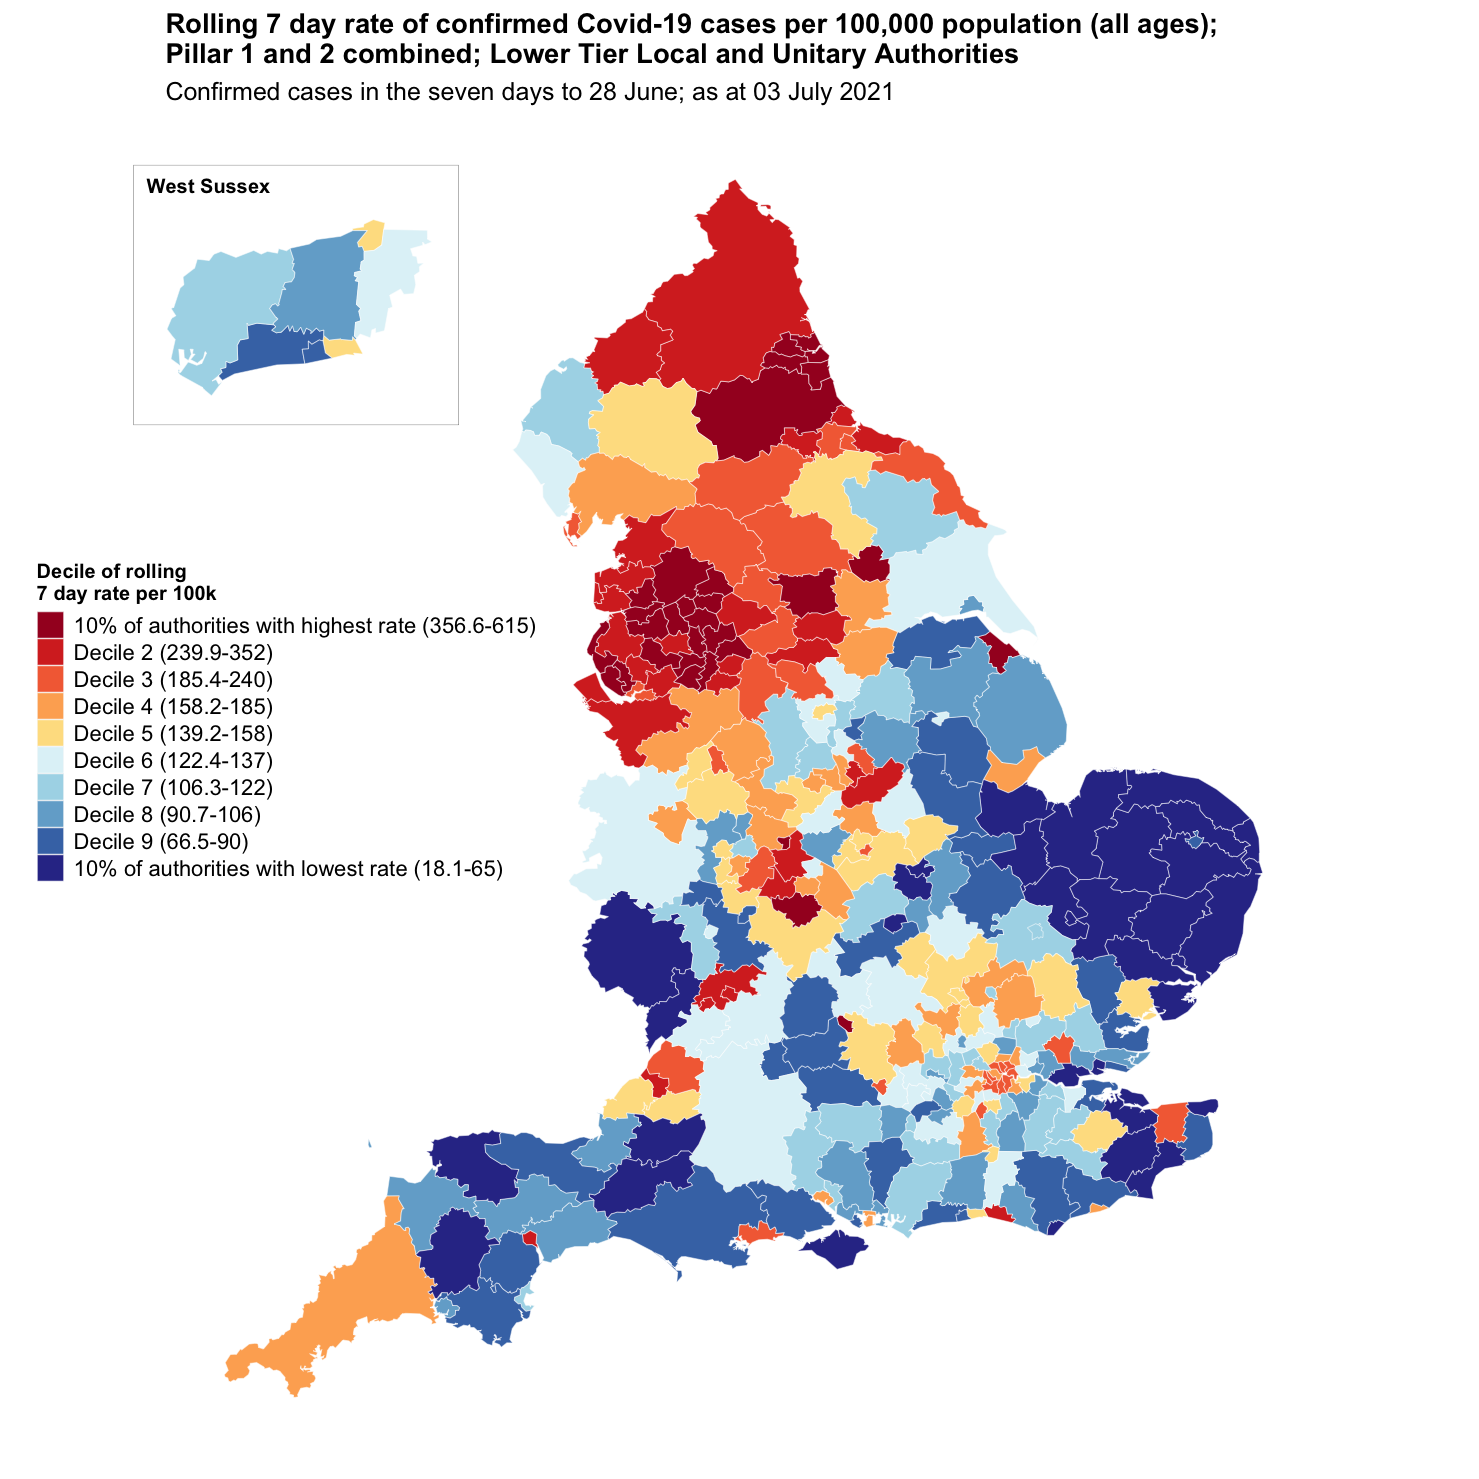 Rolling 7 day rate of confirmed Covid-19 cases per 100,000 population (all ages);
Pillar 1 and 2 combined; Lower Tier Local and Unitary Authorities
Confirmed cases in the seven days to 28 June; as at 03 July 2021
West Sussex
Decile of rolling
7 day rate per 100k
10% of authorities with highest rate (356.6-615)
Decile 2 (239.9-352)
Decile 3 (185.4-240)
Decile 4 (158.2-185)
Decile 5 (139.2-158)
Decile 6 (122.4-137)
Decile 7 (106.3-122)
Decile 8 (90.7-106)
Decile 9 (66.5-90)
10% of authorities with lowest rate (18.1-65)